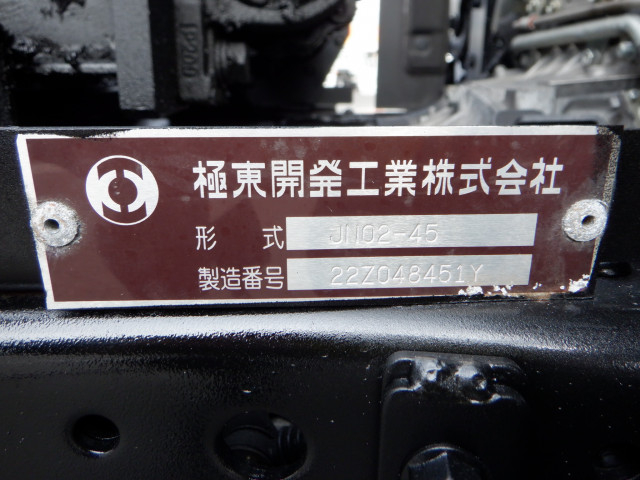 極東開発工業株式会社
形 式 JN02-45
製造番号 22Z048451Y